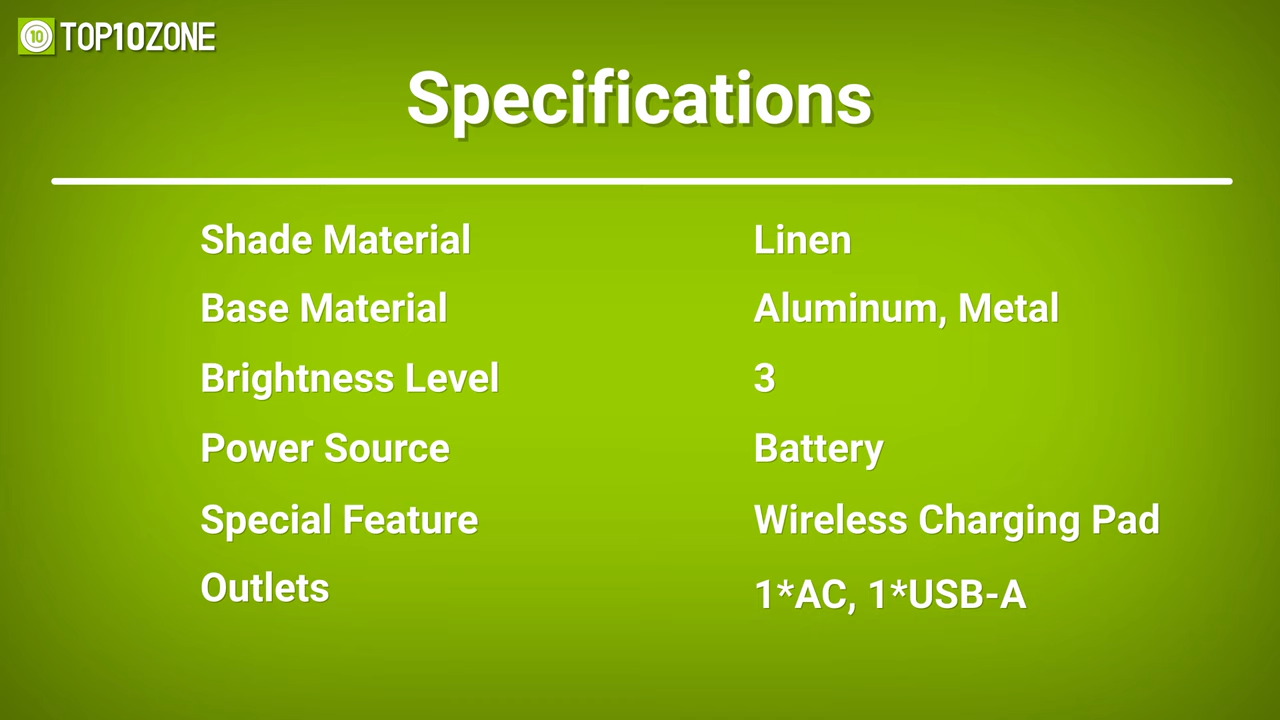 10 TOP10ZONE
Specifications
Shade Material Linen
Base Material Aluminum, Metal
Brightness Level 3
Power Source Battery
Special Feature Wireless Charging Pad
Outlets 1*AC, 1*USB-A